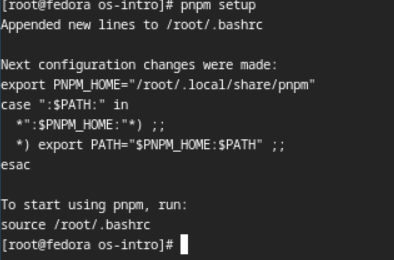 [root@fedora os-intro]# pnpm setup
Appended new lines to /root/.bashrc

Next configuration changes were made:
export PNPM_HOME="/root/.local/share/pnpm"
case ":$PATH:" in
  *":$PNPM_HOME:"*) ;;
  *) export PATH="$PNPM_HOME:$PATH" ;;
esac

To start using pnpm, run:
source /root/.bashrc
[root@fedora os-intro]#